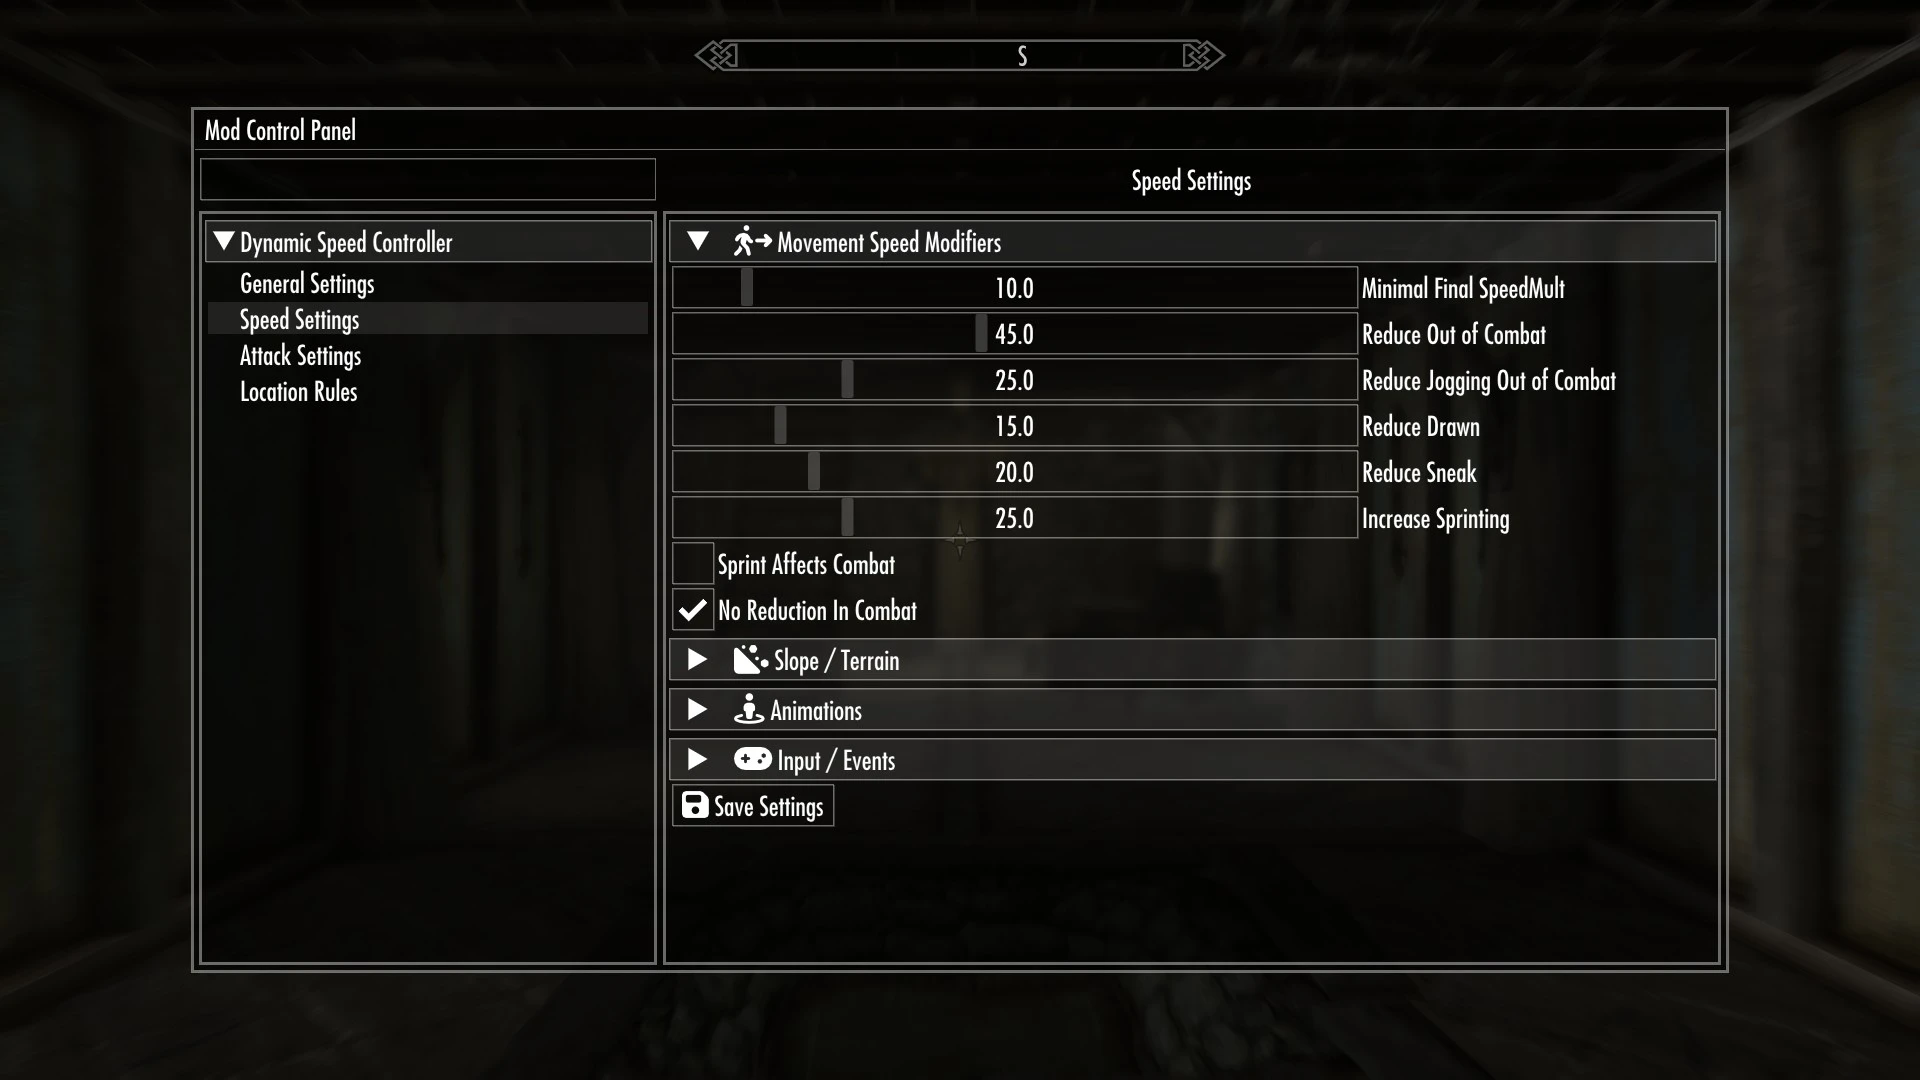 S
Mod Control Panel
Speed Settings
Dynamic Speed Controller
General Settings
Speed Settings
Attack Settings
Location Rules
Movement Speed Modifiers
10.0 Minimal Final SpeedMult
45.0 Reduce Out of Combat
25.0 Reduce Jogging Out of Combat
15.0 Reduce Drawn
20.0 Reduce Sneak
25.0 Increase Sprinting
Sprint Affects Combat
No Reduction In Combat
Slope / Terrain
Animations
Input / Events
Save Settings